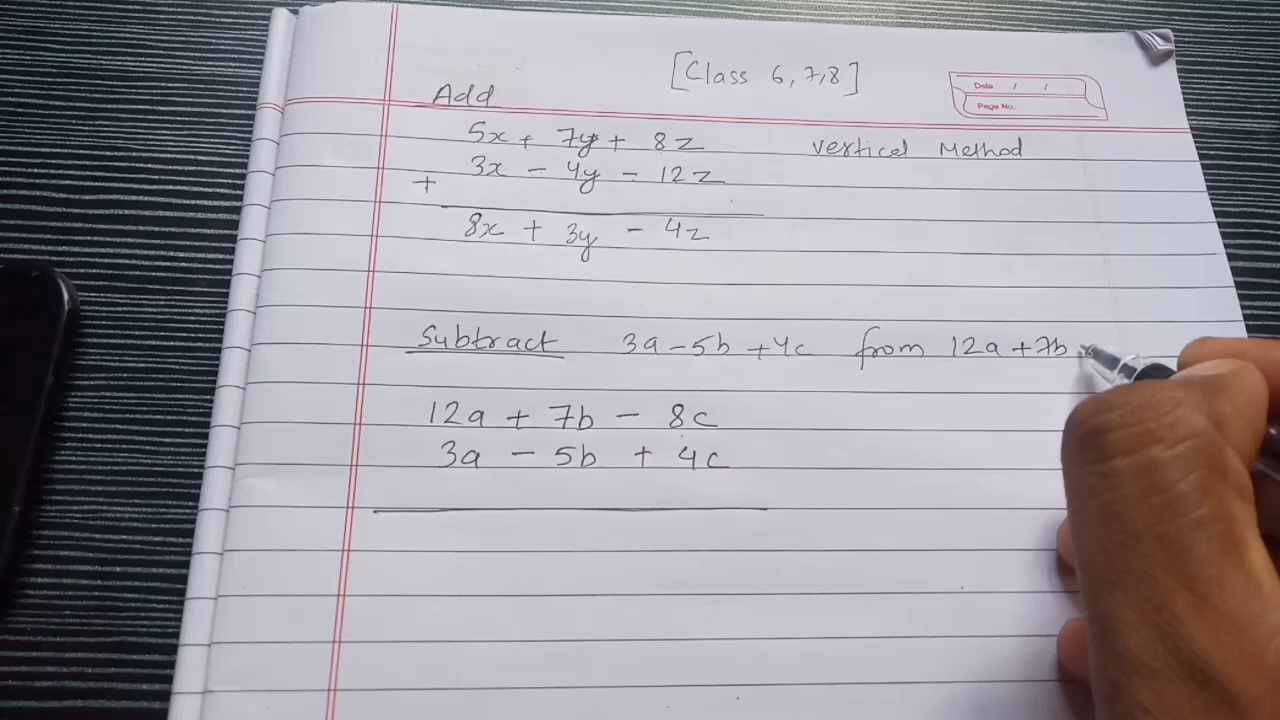 [Class 6, 7, 8]
Data / /
Page No.
Add
5x + 7y + 8z
vertical Method
3x - 4y - 12z
+
8x + 3y - 4z
Subtract 3a - 5b + 4c from 12a + 7b
12a + 7b - 8c
3a - 5b + 4c